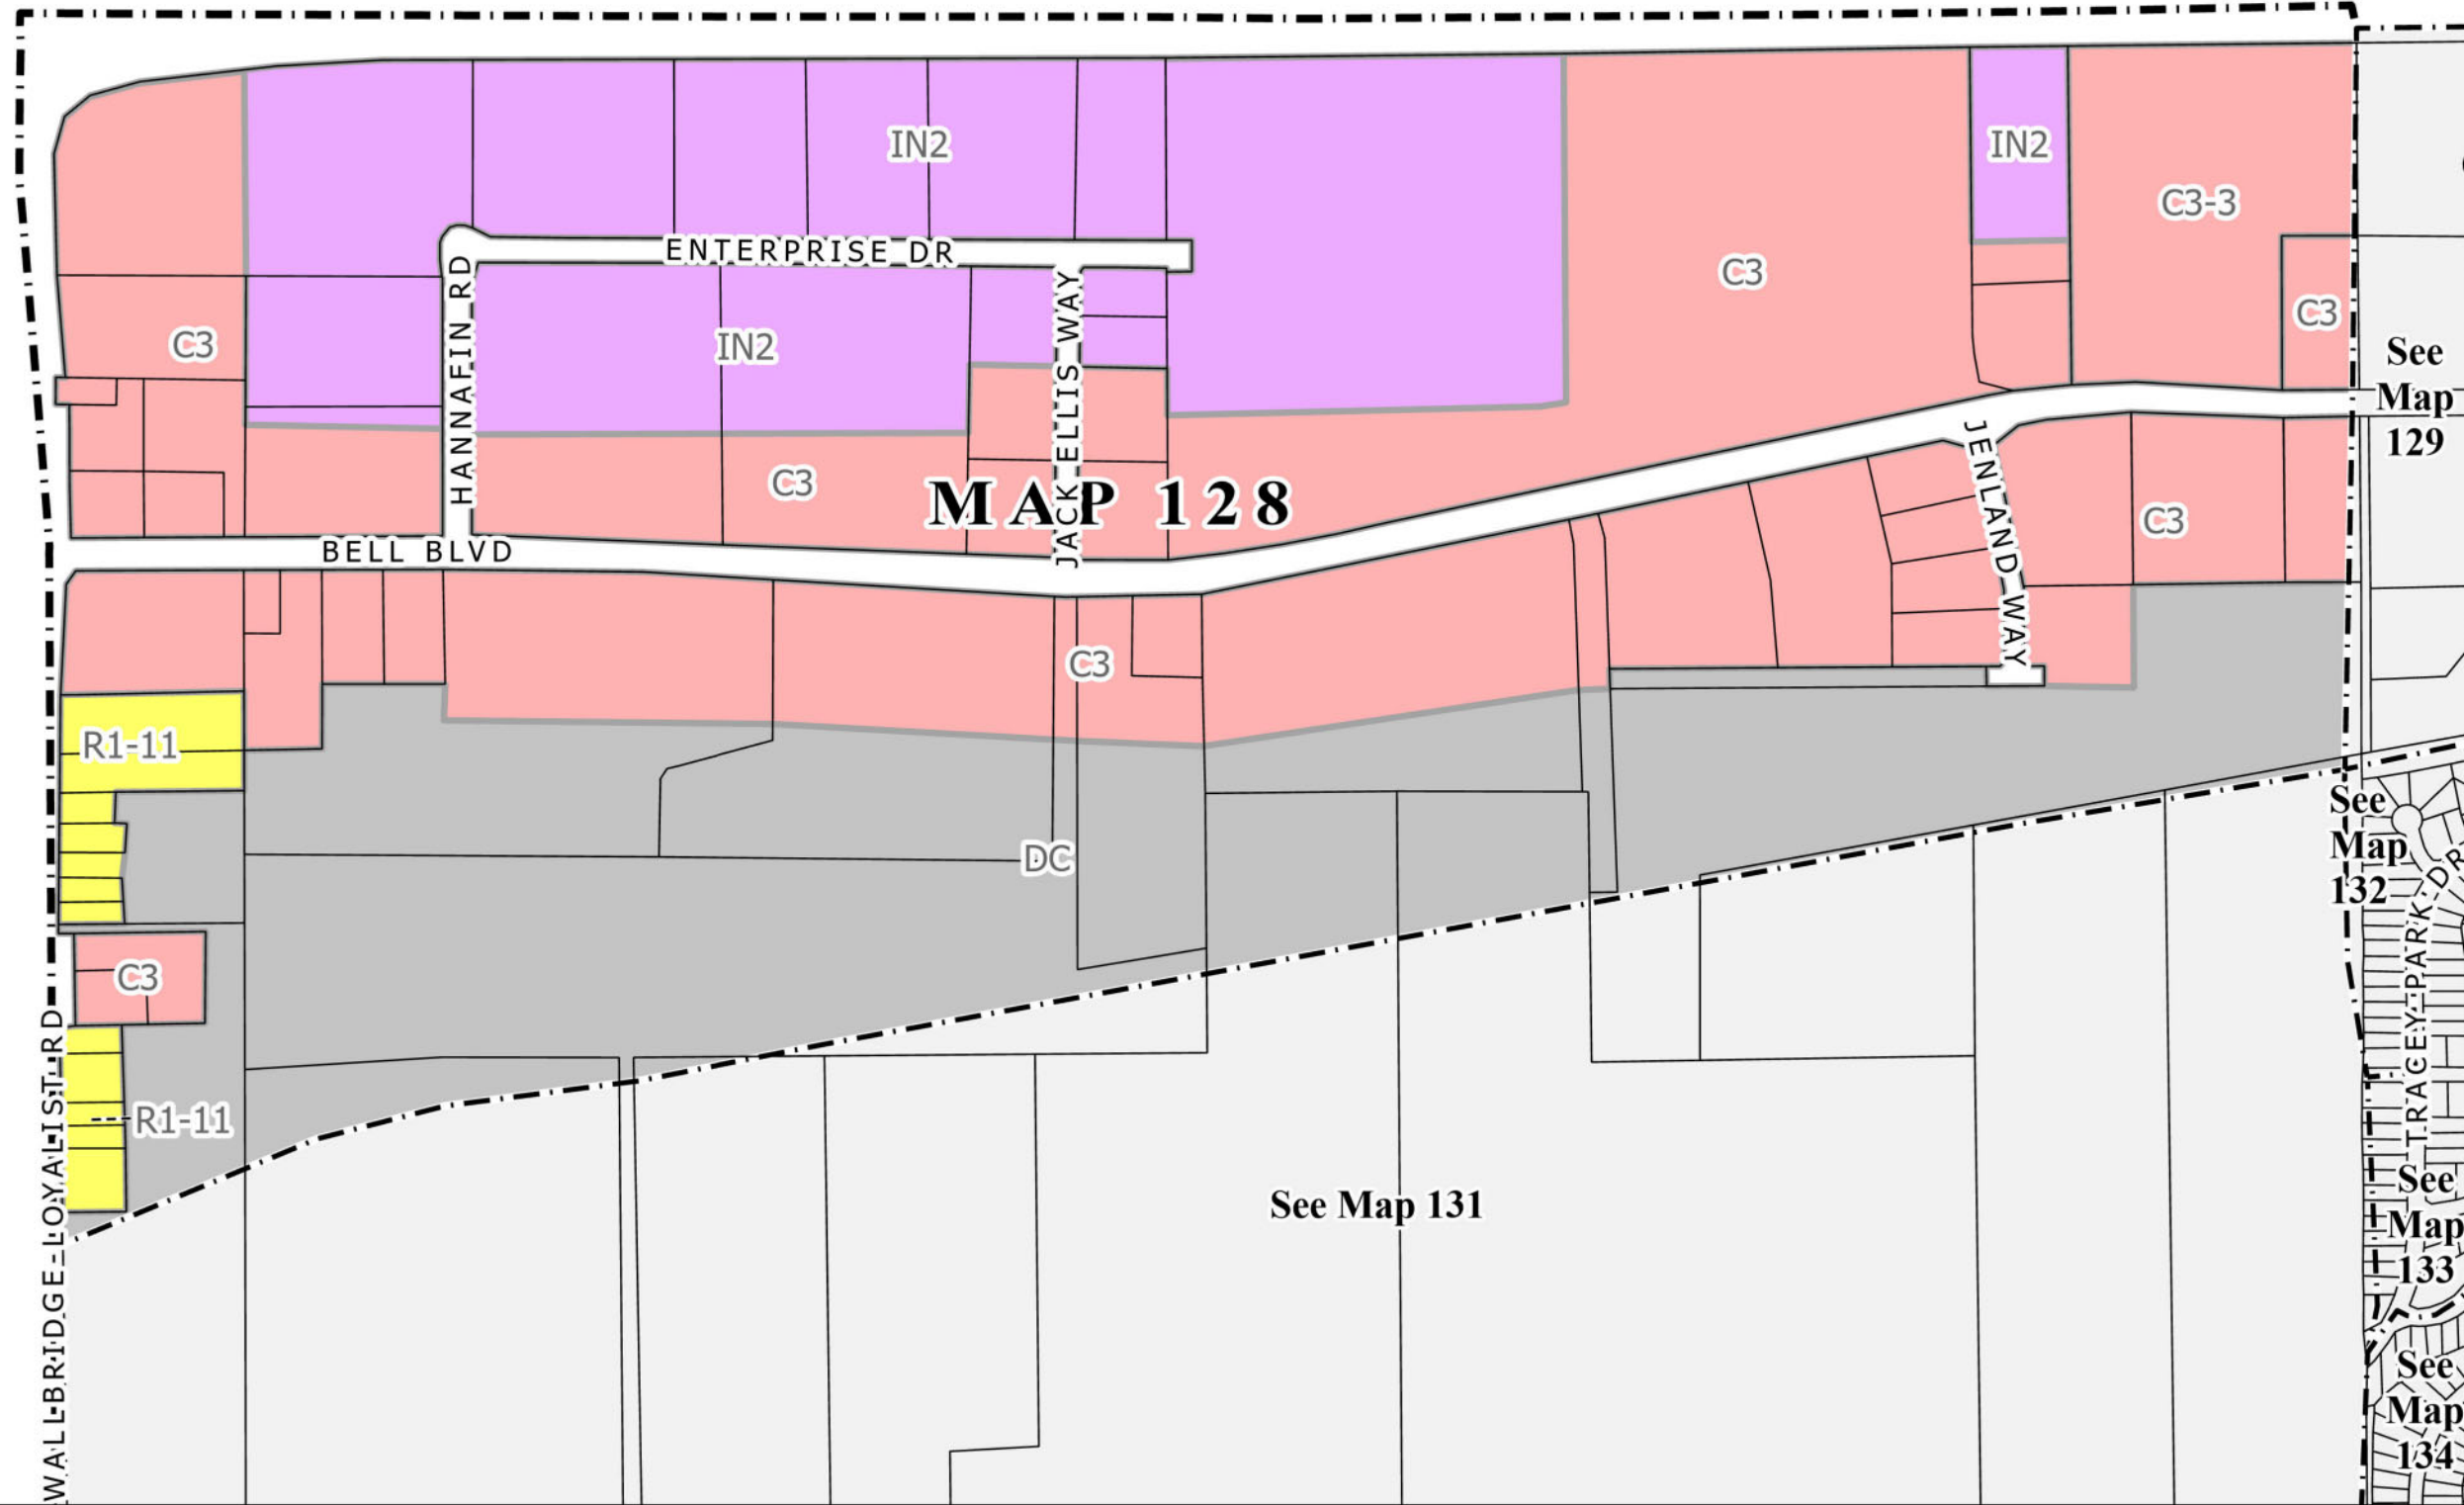 IN2
IN2
C3-3
ENTERPRISE DR
C3
C3
HANNAFIN RD
C3
IN2
JACK ELLIS WAY
See
Map
129
C3
MAP 128
C3
JENLAND WAY
BELL BLVD
C3
R1-11
See
Map
132
DC
TRACEY PARK DR
C3
R1-11
WALLBRIDGE-LOYALIST RD
See Map 131
See
Map
133
See
Map
134